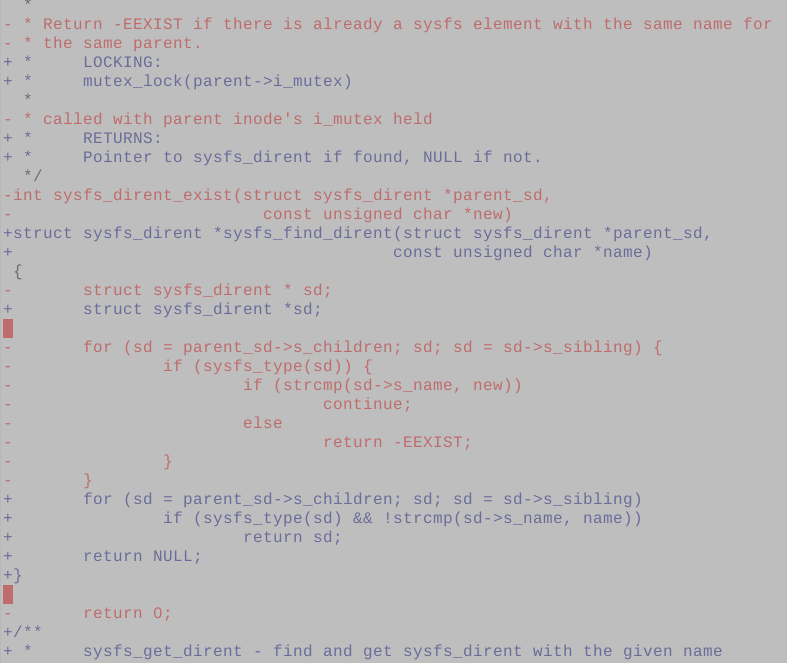 *
- * Return -EEXIST if there is already a sysfs element with the same name for
- * the same parent.
+ *     LOCKING:
+ *     mutex_lock(parent->i_mutex)
  *
- * called with parent inode's i_mutex held
+ *     RETURNS:
+ *     Pointer to sysfs_dirent if found, NULL if not.
  */
-int sysfs_dirent_exist(struct sysfs_dirent *parent_sd,
-                         const unsigned char *new)
+struct sysfs_dirent *sysfs_find_dirent(struct sysfs_dirent *parent_sd,
+                                      const unsigned char *name)
 {
-       struct sysfs_dirent * sd;
+       struct sysfs_dirent *sd;
-       for (sd = parent_sd->s_children; sd; sd = sd->s_sibling) {
-               if (sysfs_type(sd)) {
-                       if (strcmp(sd->s_name, new))
-                               continue;
-                       else
-                               return -EEXIST;
-               }
-       }
+       for (sd = parent_sd->s_children; sd; sd = sd->s_sibling)
+               if (sysfs_type(sd) && !strcmp(sd->s_name, name))
+                       return sd;
+       return NULL;
+}
-       return 0;
+/**
+ *     sysfs_get_dirent - find and get sysfs_dirent with the given name